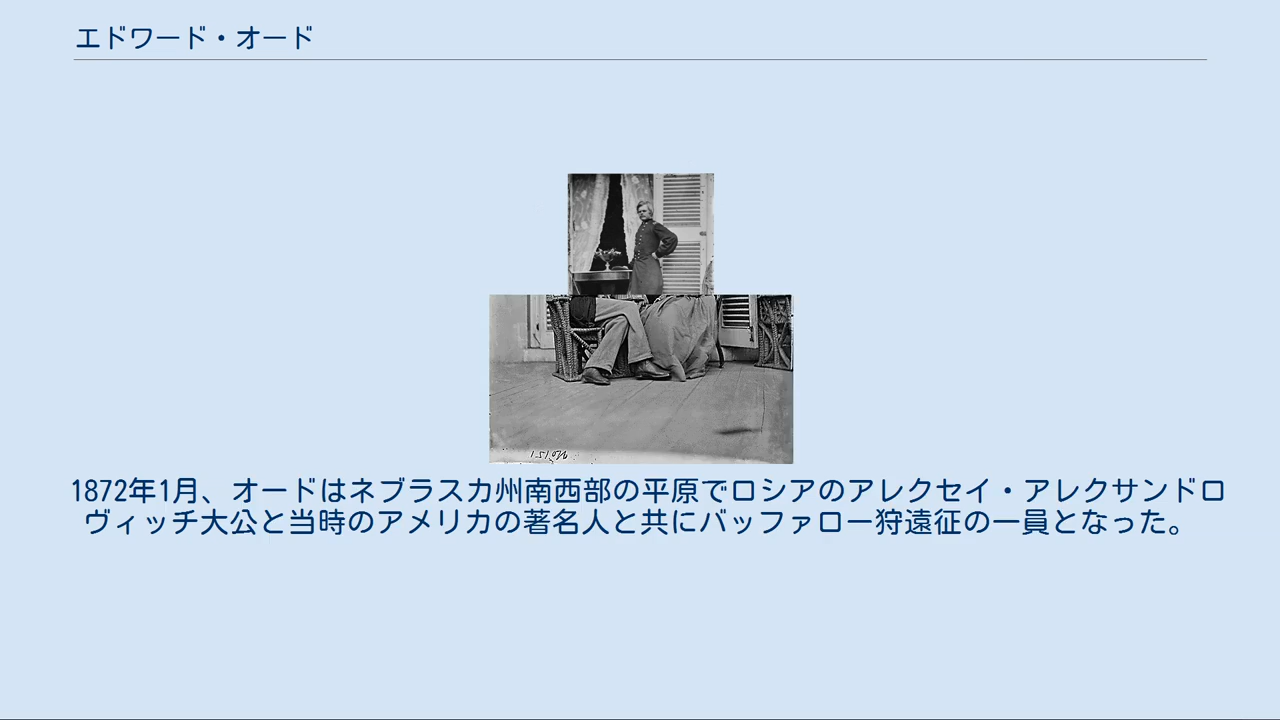 エドワード・オード
1872年1月、オードはネブラスカ州南西部の平原でロシアのアレクセイ・アレクサンドロ
ヴィッチ大公と当時のアメリカの著名人と共にバッファロー狩遠征の一員となった。